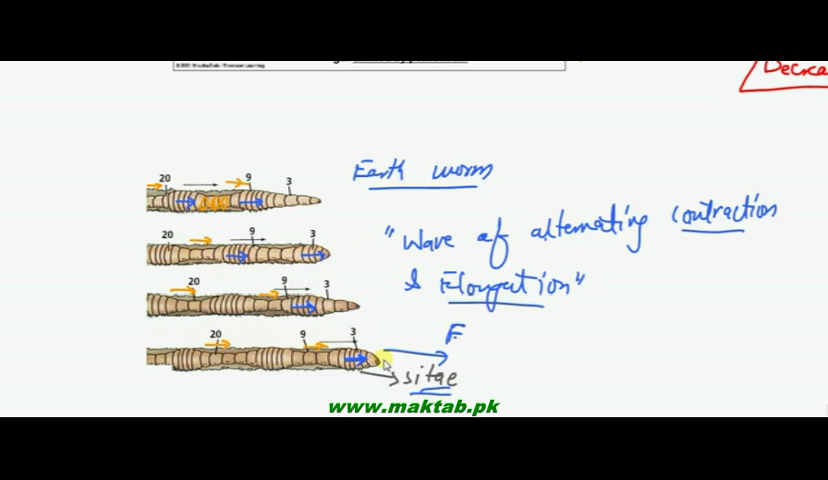 Decrea
Earth worm
20 9 3
"Wave of alternating Contraction
20 9 3
& Elongation"
20 9 3
20 9 3
F
sitae
www.maktab.pk